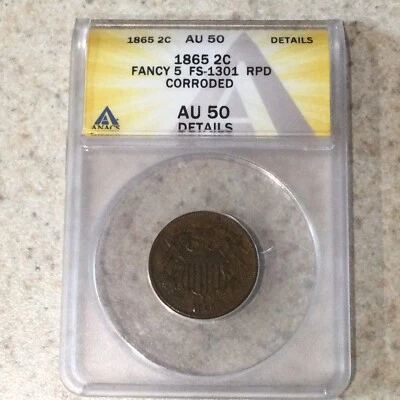 1865 2C AU 50 DETAILS
1865 2C
FANCY 5 FS-1301 RPD
CORRODED
ANACS
AU 50
DETAILS